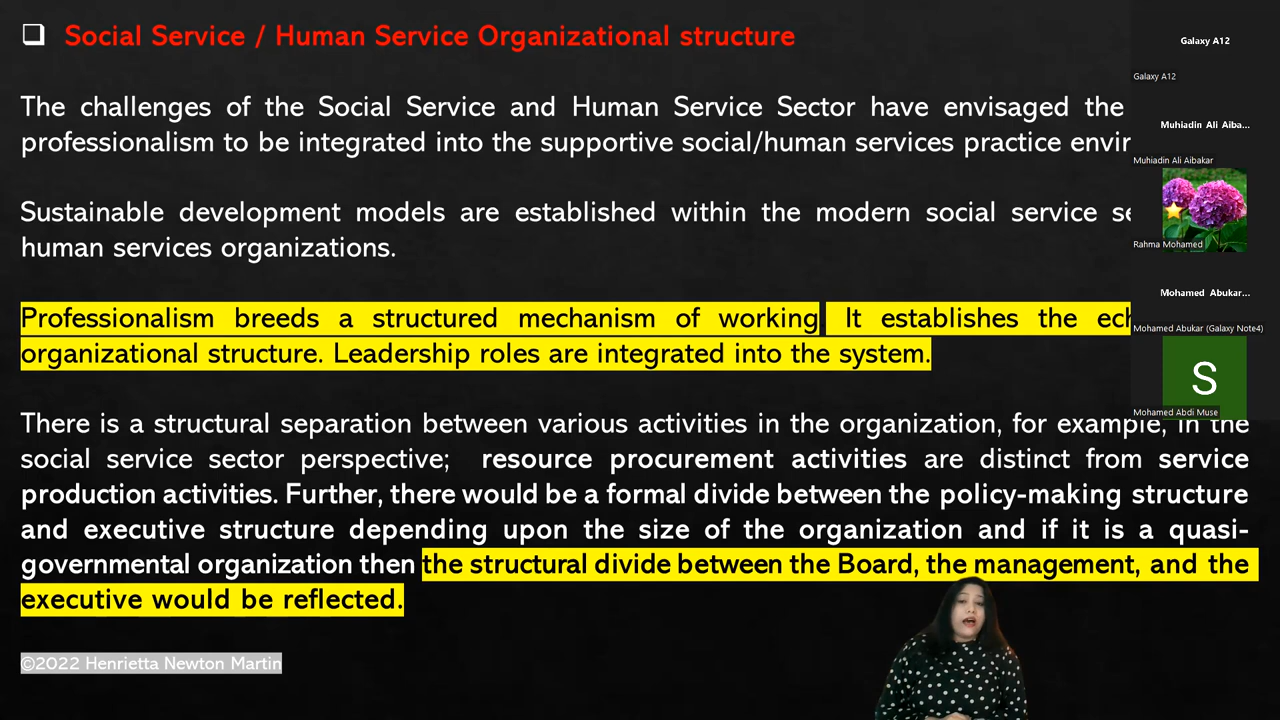 Social Service / Human Service Organizational structure
The challenges of the Social Service and Human Service Sector have envisaged the
professionalism to be integrated into the supportive social/human services practice
Sustainable development models are established within the modern social service
human services organizations.
Professionalism breeds a structured mechanism of working It establishes the
organizational structure. Leadership roles are integrated into the system.
There is a structural separation between various activities in the organization, for example, in the
social service sector perspective; resource procurement activities are distinct from service
production activities. Further, there would be a formal divide between the policy-making structure
and executive structure depending upon the size of the organization and if it is a quasi-
governmental organization then the structural divide between the Board, the management, and the
executive would be reflected.
©2022 Henrietta Newton Martin
Galaxy A12
Galaxy A12
Muhiadin Ali Aiba...
Muhiadin Ali Aibakar
Rahma Mohamed
Mohamed Abukar...
Mohamed Abukar (Galaxy Note4)
S
Mohamed Abdi Muse